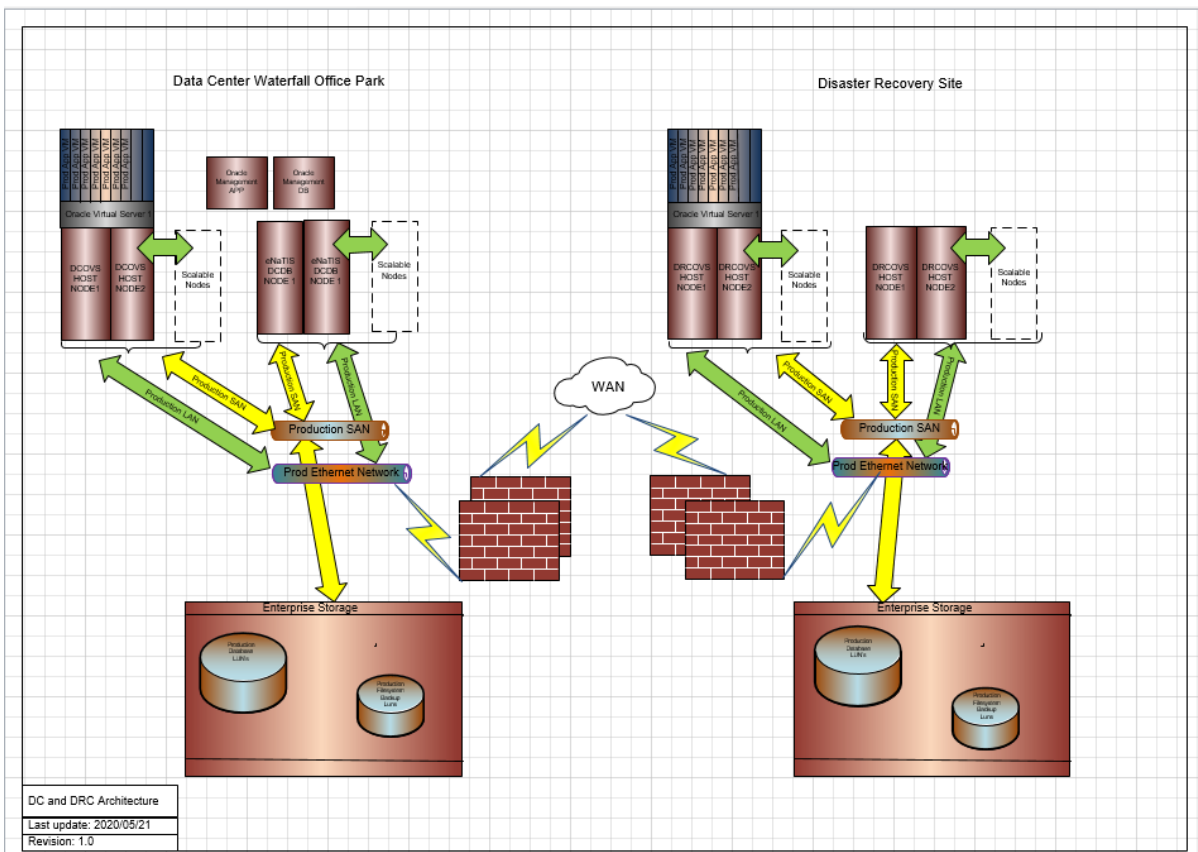 Data Center Waterfall Office Park
Disaster Recovery Site
Prod App VM
Prod App VM
Prod App VM
Prod App VM
Prod App VM
Prod App VM
Prod App VM
Oracle Virtual Server 1
DCOVS
HOST
NODE1
DCOVS
HOST
NODE2
Scalable
Nodes
Oracle
Management
APP
Oracle
Management
DS
eNaTIS
DCDB
NODE 1
eNaTIS
DCDB
NODE 1
Scalable
Nodes
Production LAN
Production SAN
Production SAN
Production LAN
Production SAN
Prod Ethernet Network
WAN
Prod App VM
Prod App VM
Prod App VM
Prod App VM
Prod App VM
Prod App VM
Prod App VM
Oracle Virtual Server 1
DRCOVS
HOST
NODE1
DRCOVS
HOST
NODE2
Scalable
Nodes
DRCOVS
HOST
NODE1
DRCOVS
HOST
NODE2
Scalable
Nodes
Production LAN
Production SAN
Production SAN
Production LAN
Production SAN
Prod Ethernet Network
Enterprise Storage
Production
Database
LUN's
Production
Filesystem
Backup
Luns
Enterprise Storage
Production
Database
LUN's
Production
Filesystem
Backup
Luns
DC and DRC Architecture
Last update: 2020/05/21
Revision: 1.0